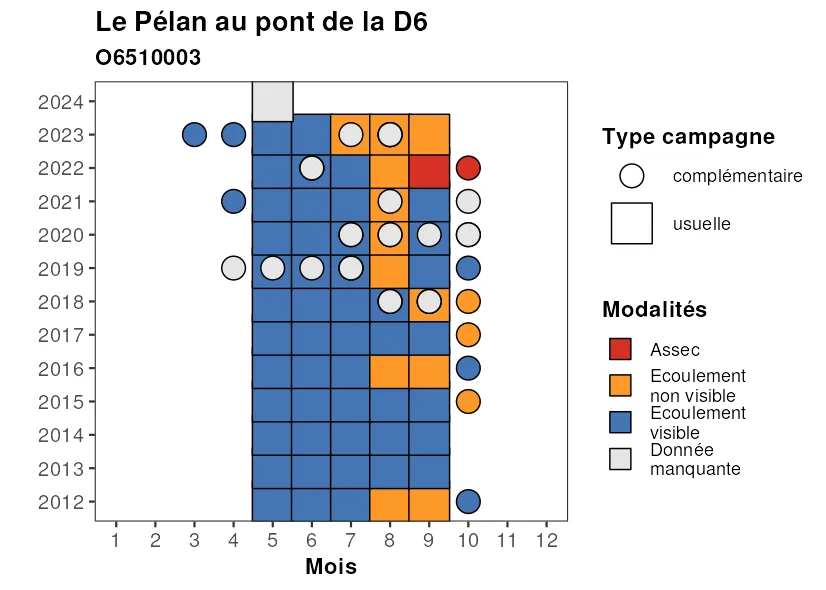 Le Pélan au pont de la D6
O6510003
2024
2023
2022
2021
2020
2019
2018
2017
2016
2015
2014
2013
2012
1 2 3 4 5 6 7 8 9 10 11 12
Mois
Type campagne
complémentaire
usuelle
Modalités
Assec
Ecoulement
non visible
Ecoulement
visible
Donnée
manquante